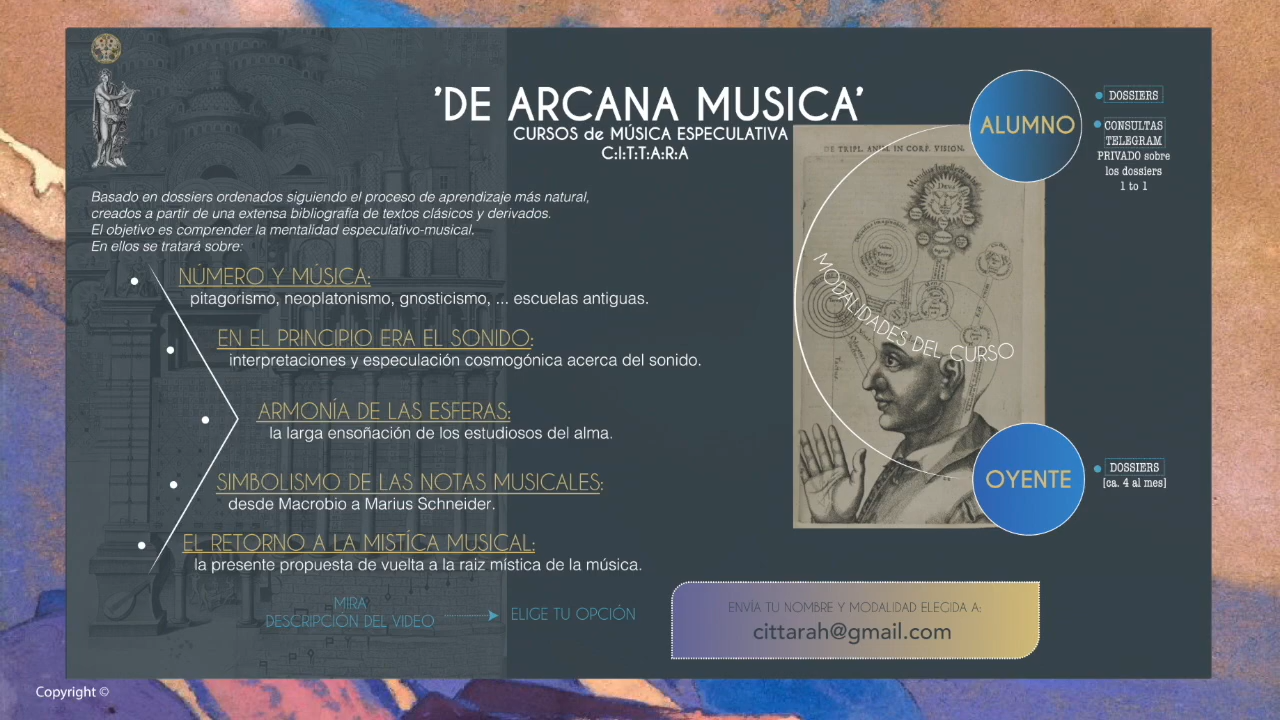 'DE ARCANA MUSICA'
CURSOS de MÚSICA ESPECULATIVA
C:I:T:T:A:R:A
Basado en dossiers ordenados siguiendo el proceso de aprendizaje más natural,
creados a partir de una extensa bibliografía de textos clásicos y derivados.
El objetivo es comprender la mentalidad especulativo-musical.
En ellos se tratará sobre:
NÚMERO Y MÚSICA:
pitagorismo, neoplatonismo, gnosticismo, ... escuelas antiguas.
EN EL PRINCIPIO ERA EL SONIDO:
interpretaciones y especulación cosmogónica acerca del sonido.
ARMONÍA DE LAS ESFERAS:
la larga ensoñación de los estudiosos del alma.
SIMBOLISMO DE LAS NOTAS MUSICALES:
desde Macrobio a Marius Schneider.
EL RETORNO A LA MISTÍCA MUSICAL:
la presente propuesta de vuelta a la raiz mística de la música.
MIRA
DESCRIPCIÓN DEL VIDEO
ELIGE TU OPCIÓN
DE TRIPL. ANIM. IN CORP. VISION.
MODALIDADES DEL CURSO
ALUMNO
DOSSIERS
CONSULTAS
TELEGRAM
PRIVADO sobre
los dossiers
1 to 1
OYENTE
DOSSIERS
(ca. 4 al mes)
ENVÍA TU NOMBRE Y MODALIDAD ELEGIDA A:
cittarah@gmail.com
Copyright ©